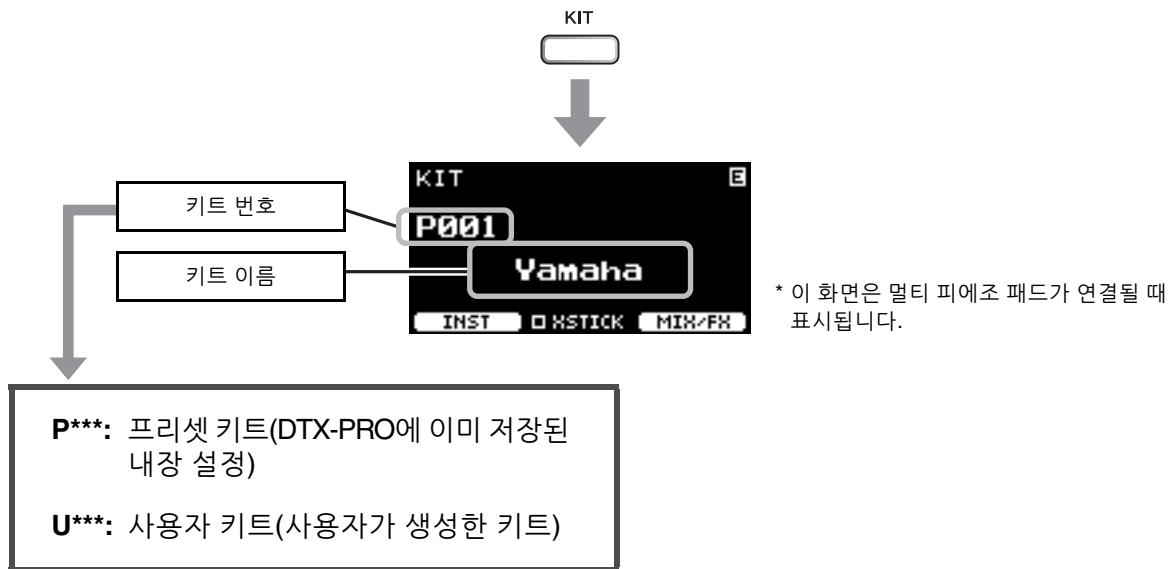 KIT
KIT E
키트 번호
P001
키트 이름
Yamaha
INST XSTICK MIX/FX
* 이 화면은 멀티 피에조 패드가 연결될 때
표시됩니다.
P***: 프리셋 키트(DTX-PRO에 이미 저장된
내장 설정)
U***: 사용자 키트(사용자가 생성한 키트)